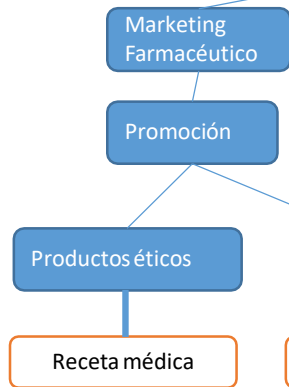 Marketing
Farmacéutico
Promoción
Productos éticos
Receta médica